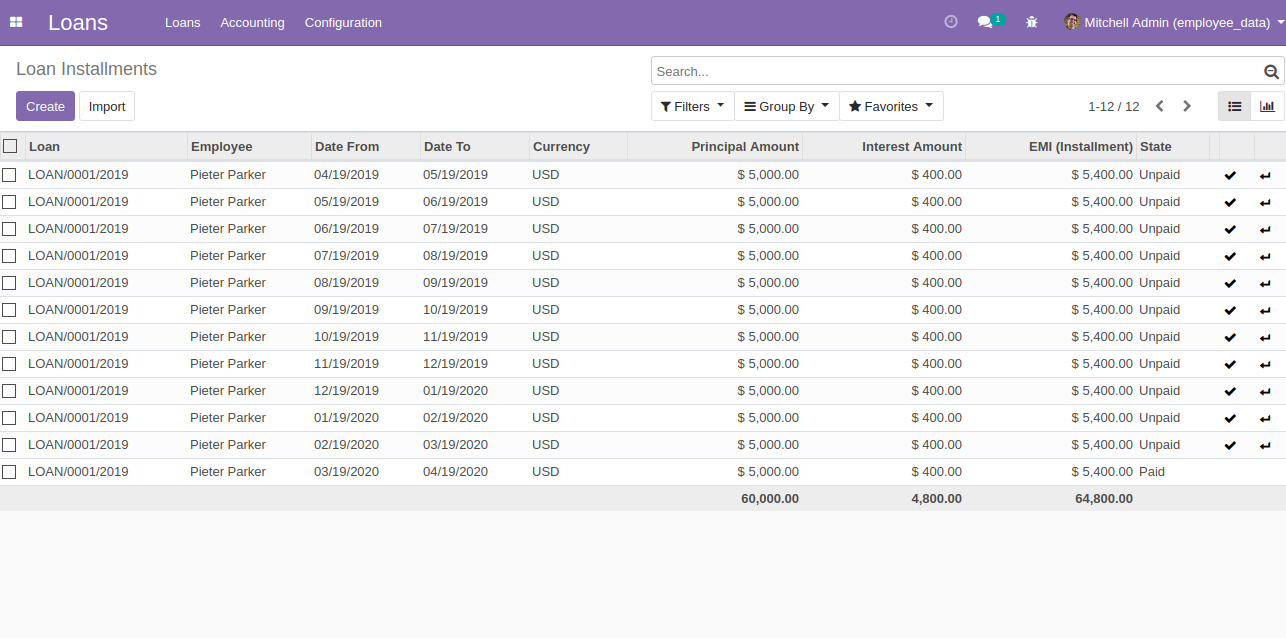 Loans Loans Accounting Configuration 1 Mitchell Admin (employee_data)
Loan Installments
Search...
Create Import Filters Group By Favorites 1-12 / 12
Loan Employee Date From Date To Currency Principal Amount Interest Amount EMI (Installment) State
LOAN/0001/2019 Pieter Parker 04/19/2019 05/19/2019 USD $ 5,000.00 $ 400.00 $ 5,400.00 Unpaid
LOAN/0001/2019 Pieter Parker 05/19/2019 06/19/2019 USD $ 5,000.00 $ 400.00 $ 5,400.00 Unpaid
LOAN/0001/2019 Pieter Parker 06/19/2019 07/19/2019 USD $ 5,000.00 $ 400.00 $ 5,400.00 Unpaid
LOAN/0001/2019 Pieter Parker 07/19/2019 08/19/2019 USD $ 5,000.00 $ 400.00 $ 5,400.00 Unpaid
LOAN/0001/2019 Pieter Parker 08/19/2019 09/19/2019 USD $ 5,000.00 $ 400.00 $ 5,400.00 Unpaid
LOAN/0001/2019 Pieter Parker 09/19/2019 10/19/2019 USD $ 5,000.00 $ 400.00 $ 5,400.00 Unpaid
LOAN/0001/2019 Pieter Parker 10/19/2019 11/19/2019 USD $ 5,000.00 $ 400.00 $ 5,400.00 Unpaid
LOAN/0001/2019 Pieter Parker 11/19/2019 12/19/2019 USD $ 5,000.00 $ 400.00 $ 5,400.00 Unpaid
LOAN/0001/2019 Pieter Parker 12/19/2019 01/19/2020 USD $ 5,000.00 $ 400.00 $ 5,400.00 Unpaid
LOAN/0001/2019 Pieter Parker 01/19/2020 02/19/2020 USD $ 5,000.00 $ 400.00 $ 5,400.00 Unpaid
LOAN/0001/2019 Pieter Parker 02/19/2020 03/19/2020 USD $ 5,000.00 $ 400.00 $ 5,400.00 Unpaid
LOAN/0001/2019 Pieter Parker 03/19/2020 04/19/2020 USD $ 5,000.00 $ 400.00 $ 5,400.00 Paid
60,000.00 4,800.00 64,800.00